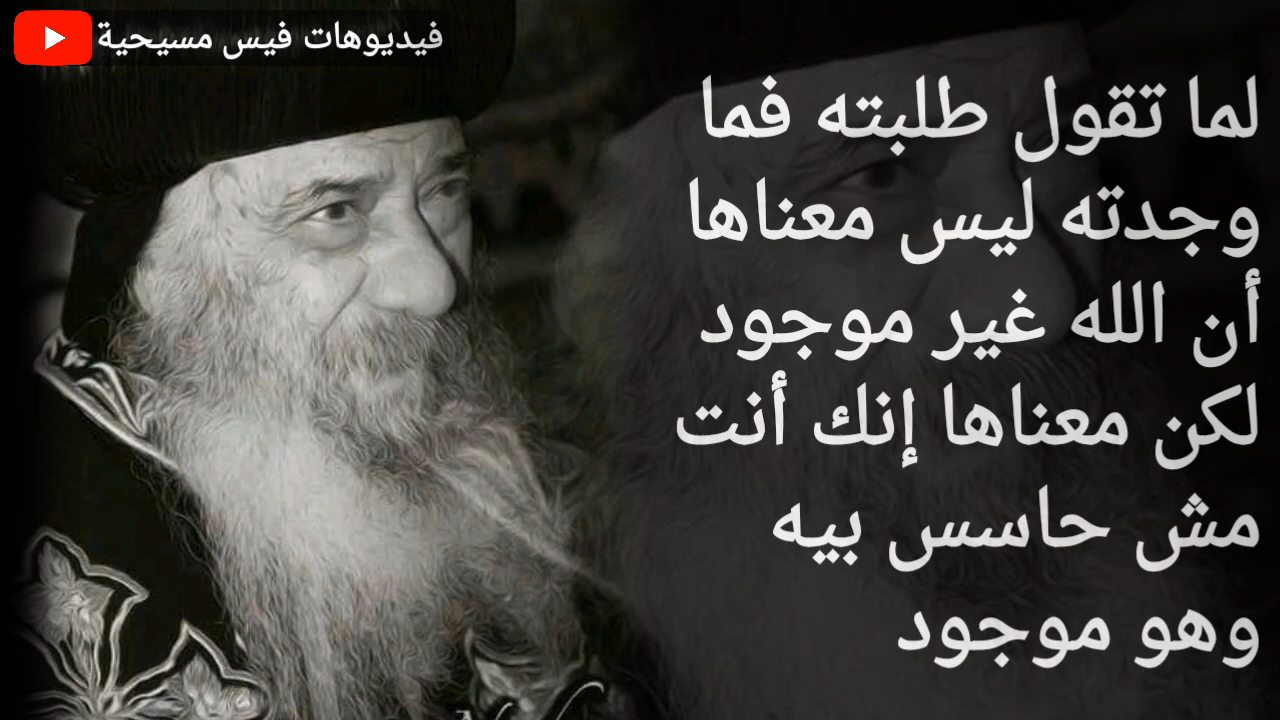 فيديوهات فيس مسيحية
لما تقول طلبته فما
وجدته ليس معناها
أن الله غير موجود
لكن معناها إنك أنت
مش حاسس بيه
وهو موجود